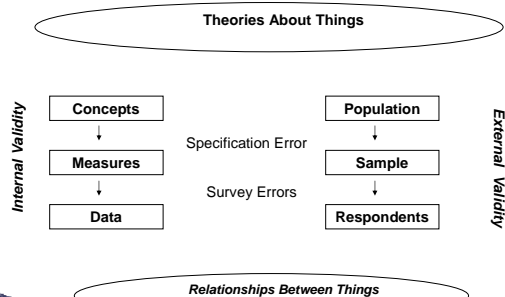 Theories About Things
Internal Validity
Concepts
Measures
Data
Specification Error
Survey Errors
Population
Sample
Respondents
External Validity
Relationships Between Things